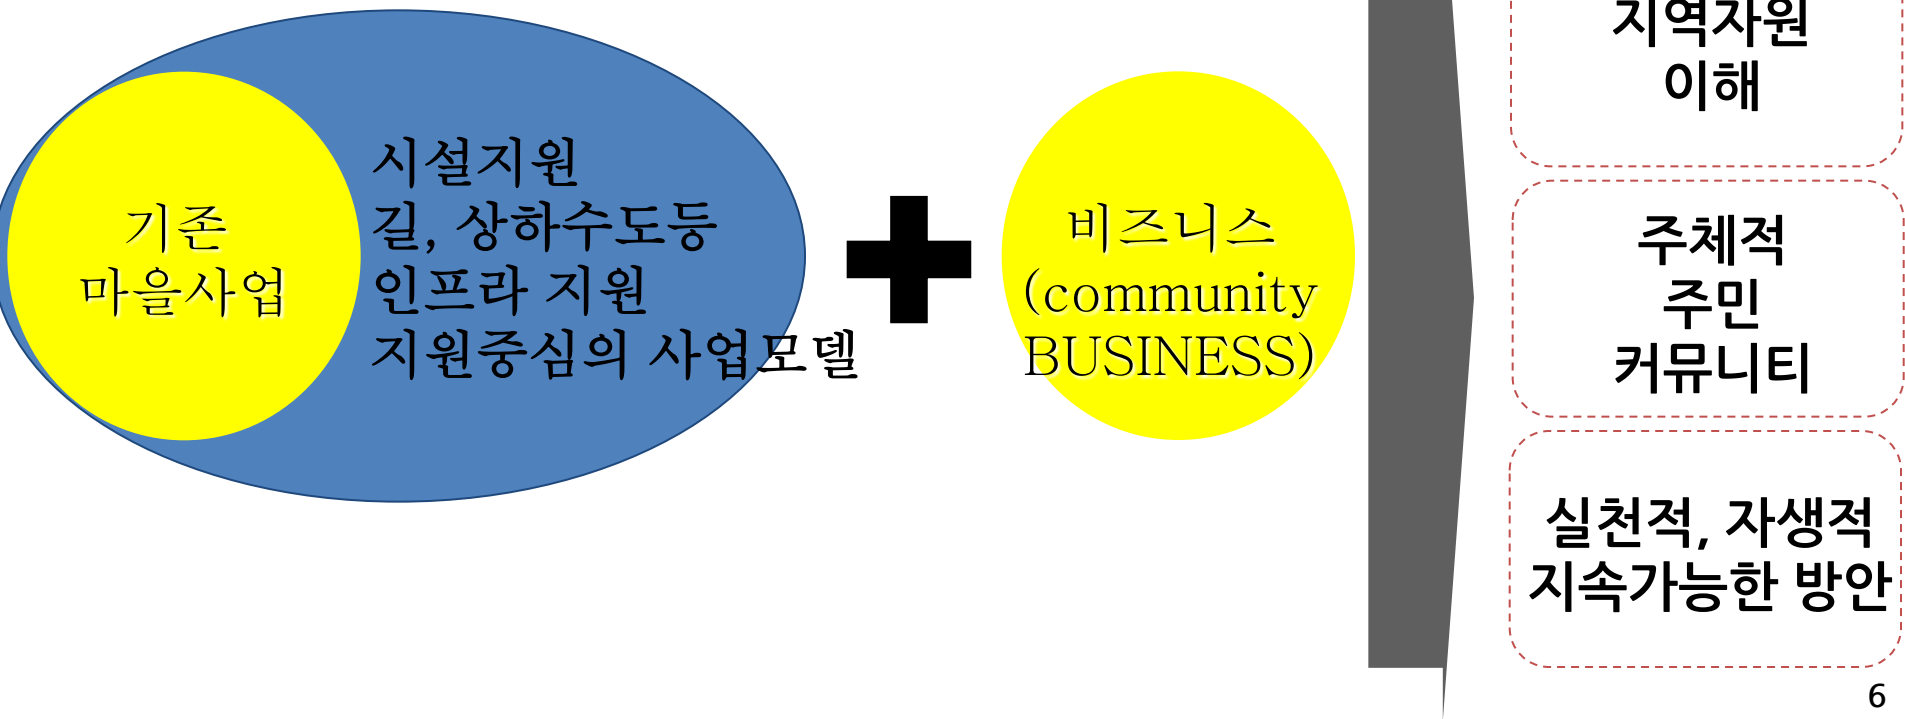 기존
마을사업
시설지원
길, 상하수도등
인프라 지원
지원중심의 사업모델
비즈니스
(community
BUSINESS)
지역자원
이해
주체적
주민
커뮤니티
실천적, 자생적
지속가능한 방안
6